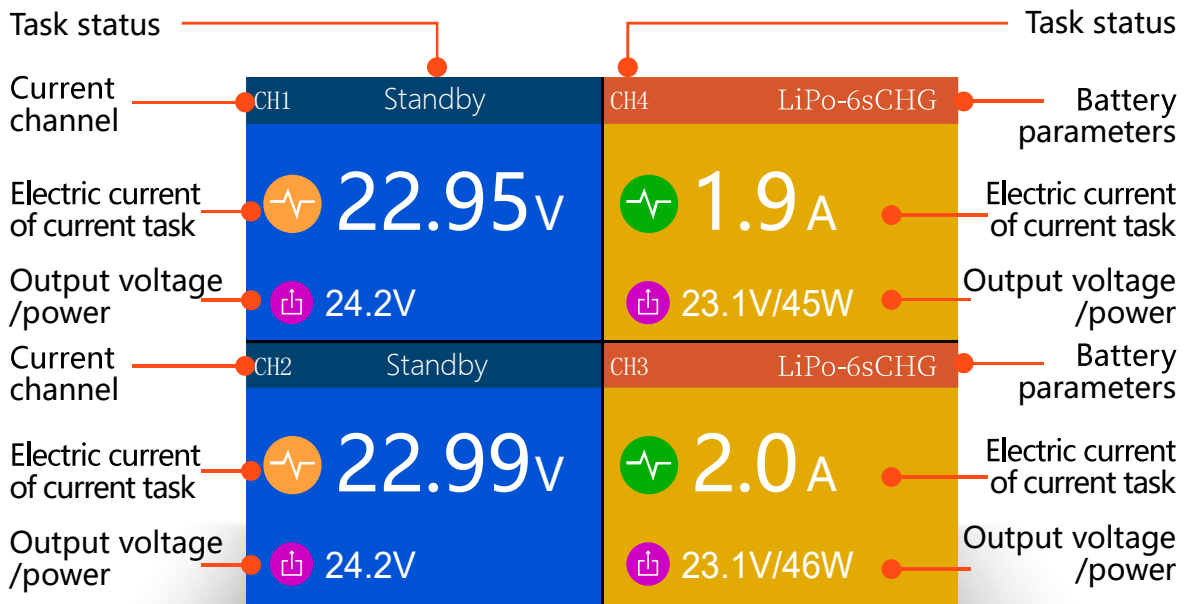 Task status
Task status
Current
channel
CH1 Standby
CH4 LiPo-6sCHG
Battery
parameters
Electric current
of current task
22.95V
1.9A
Electric current
of current task
Output voltage
/power
24.2V
23.1V/45W
Output voltage
/power
Current
channel
CH2 Standby
CH3 LiPo-6sCHG
Battery
parameters
Electric current
of current task
22.99V
2.0A
Electric current
of current task
Output voltage
/power
24.2V
23.1V/46W
Output voltage
/power